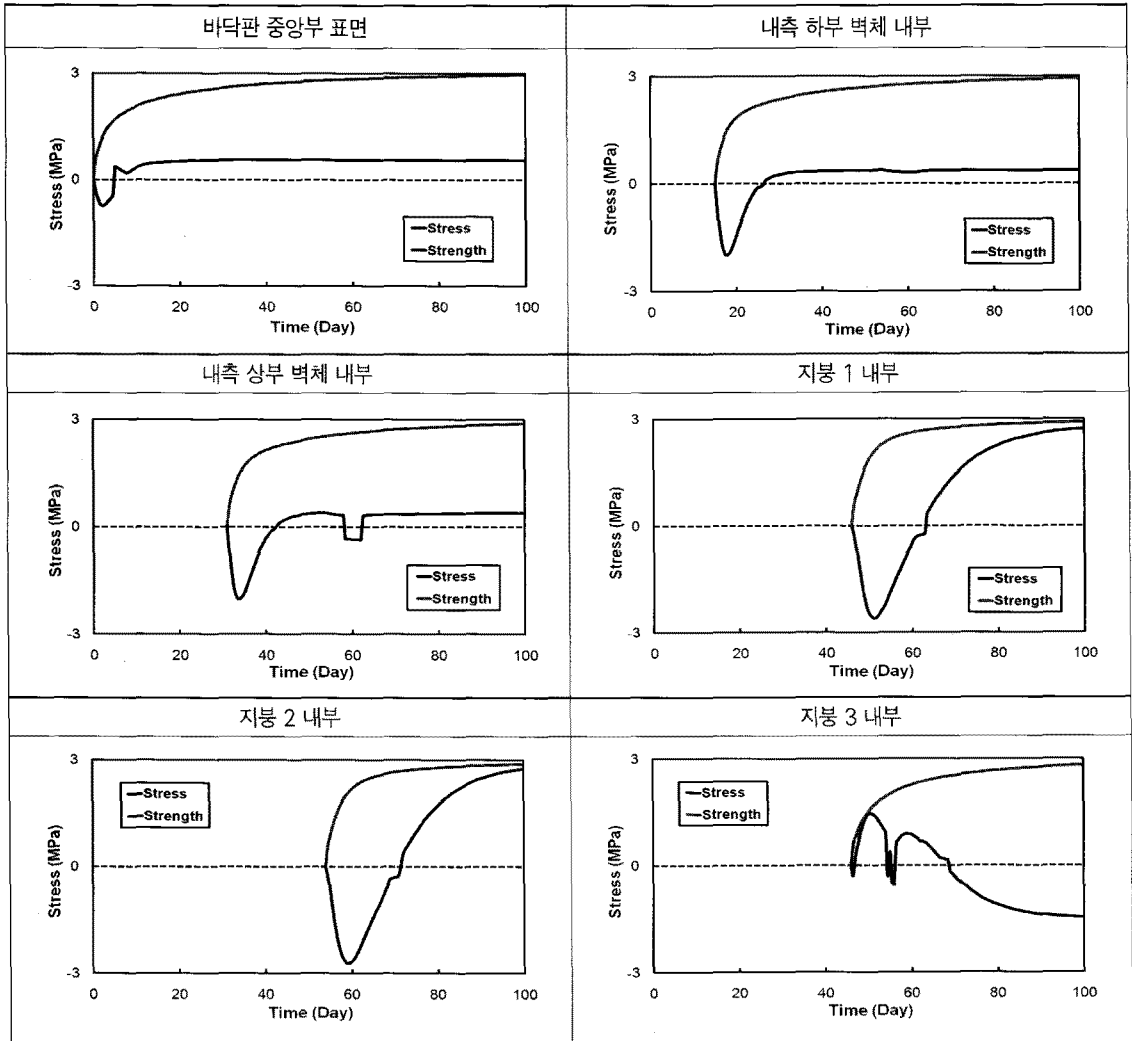 바닥판 중앙부 표면
3
0
-3
Stress (MPa)
Stress
Strength
0 20 40 60 80 100
Time (Day)
내측 하부 벽체 내부
3
0
-3
Stress (MPa)
Stress
Strength
0 20 40 60 80 100
Time (Day)
내측 상부 벽체 내부
3
0
-3
Stress (MPa)
Stress
Strength
0 20 40 60 80 100
Time (Day)
지붕 1 내부
3
0
-3
Stress (MPa)
Stress
Strength
0 20 40 60 80 100
Time (Day)
지붕 2 내부
3
0
-3
Stress (MPa)
Stress
Strength
0 20 40 60 80 100
Time (Day)
지붕 3 내부
3
0
-3
Stress (MPa)
Stress
Strength
0 20 40 60 80 100
Time (Day)